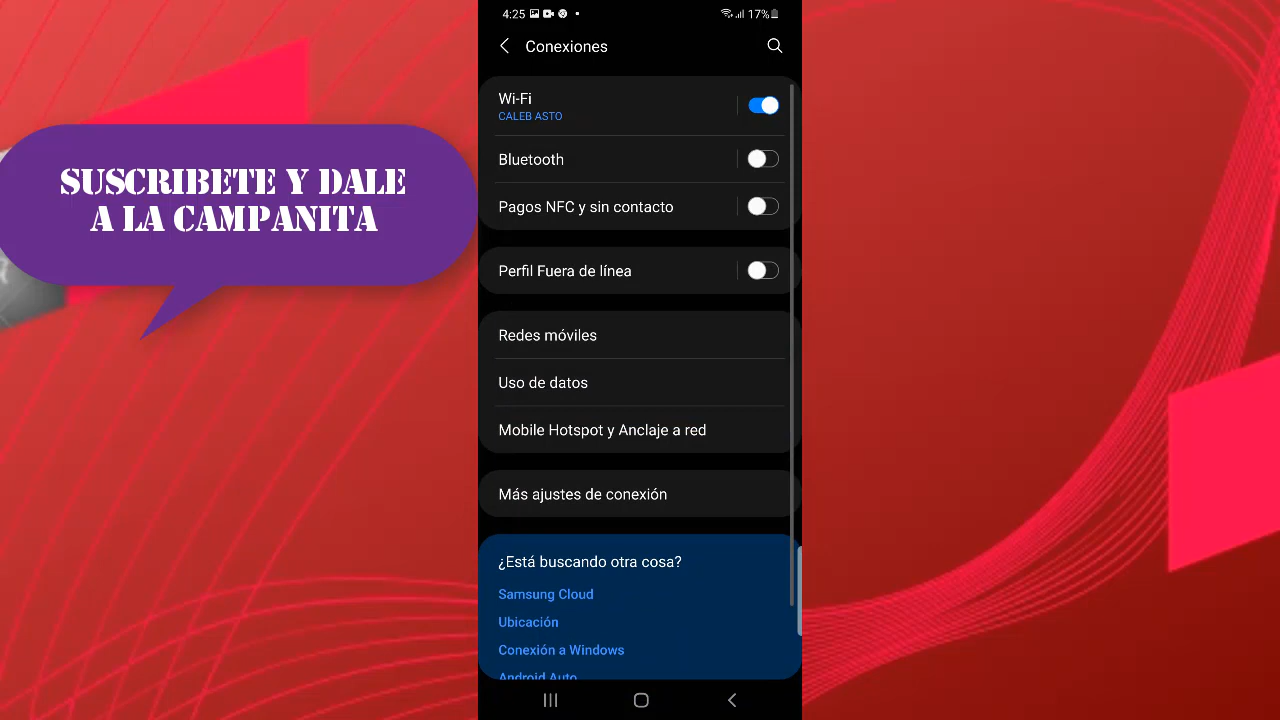 SUSCRIBETE Y DALE
A LA CAMPANITA
4:25
17%
Conexiones
Wi-Fi
CALEB ASTO
Bluetooth
Pagos NFC y sin contacto
Perfil Fuera de línea
Redes móviles
Uso de datos
Mobile Hotspot y Anclaje a red
Más ajustes de conexión
¿Está buscando otra cosa?
Samsung Cloud
Ubicación
Conexión a Windows
Android Auto